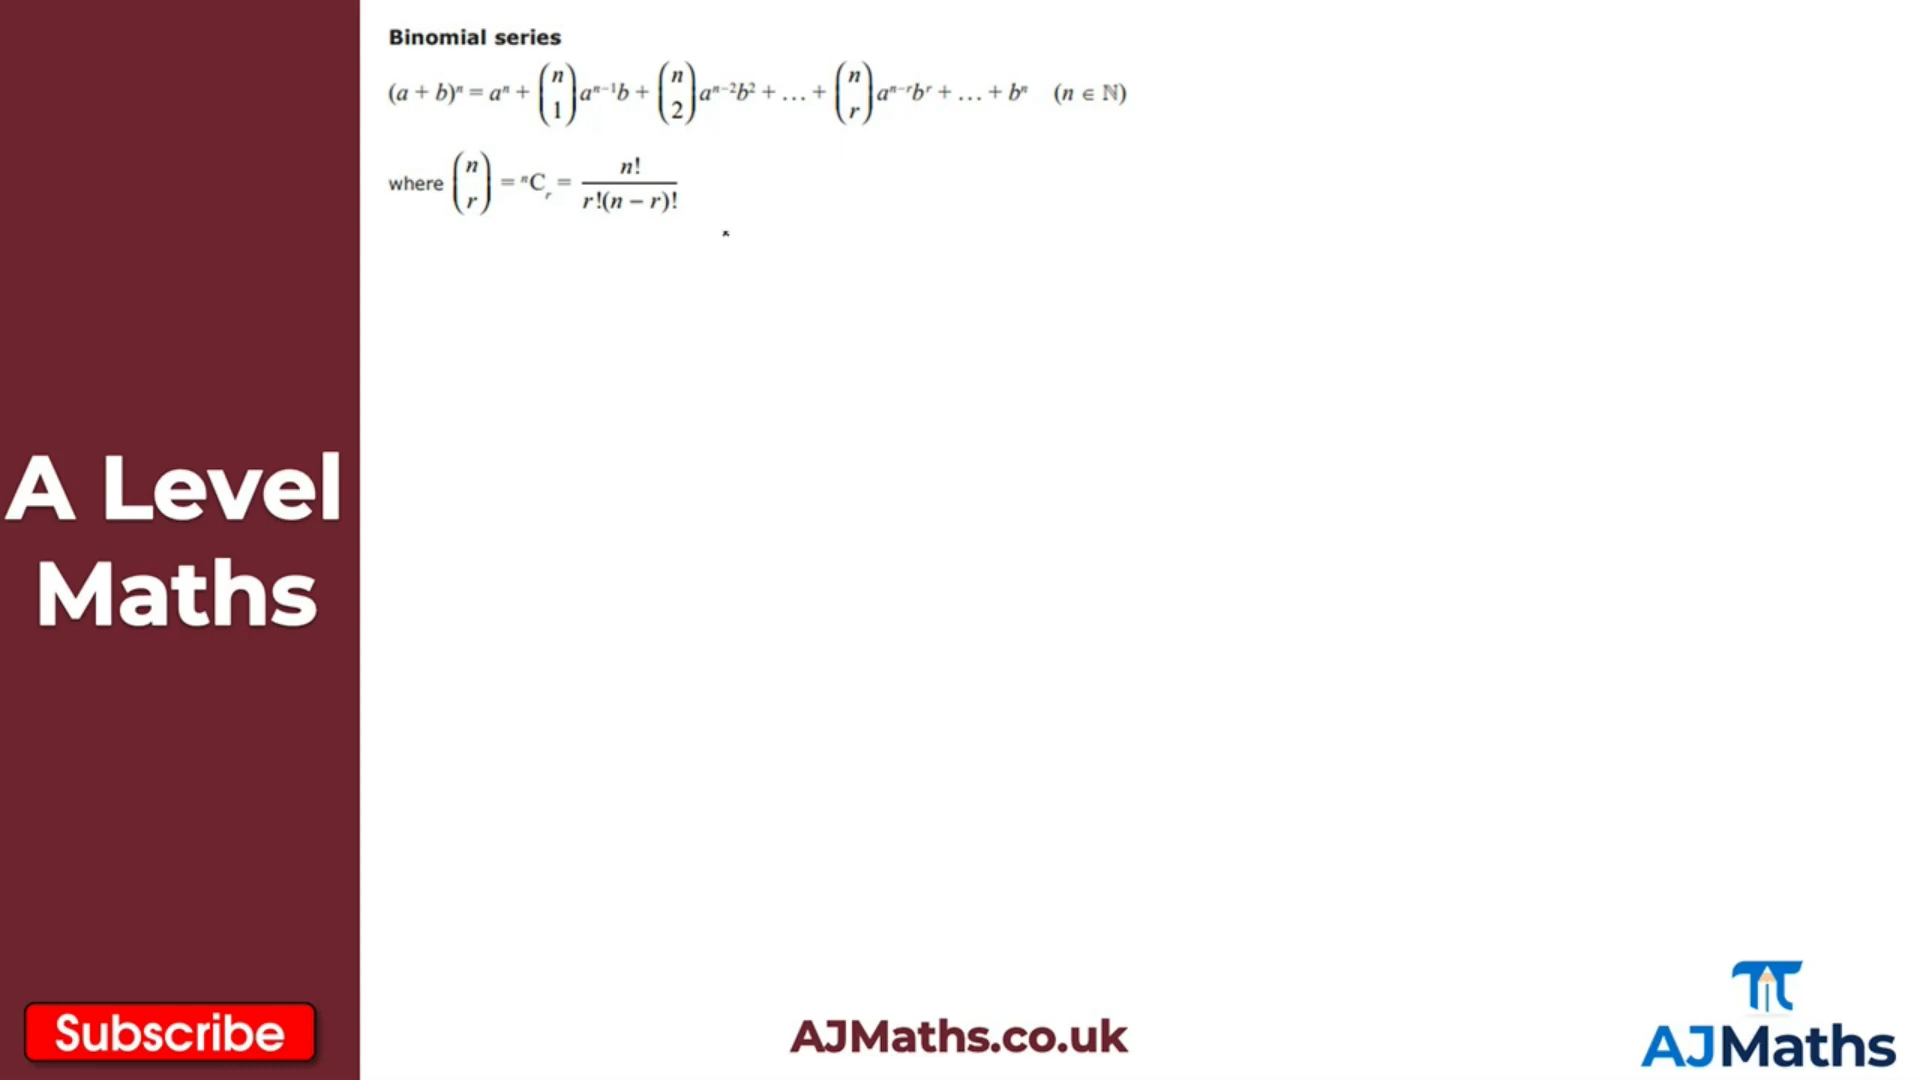 Binomial series
(a + b)ⁿ = aⁿ + (n 1) aⁿ⁻¹b + (n 2) aⁿ⁻²b² + … + (n r) aⁿ⁻ʳbʳ + … + bⁿ (n ∈ ℕ)
where (n r) = ⁿCᵣ = n! / r!(n − r)!
A Level
Maths
Subscribe
AJMaths.co.uk
AJMaths